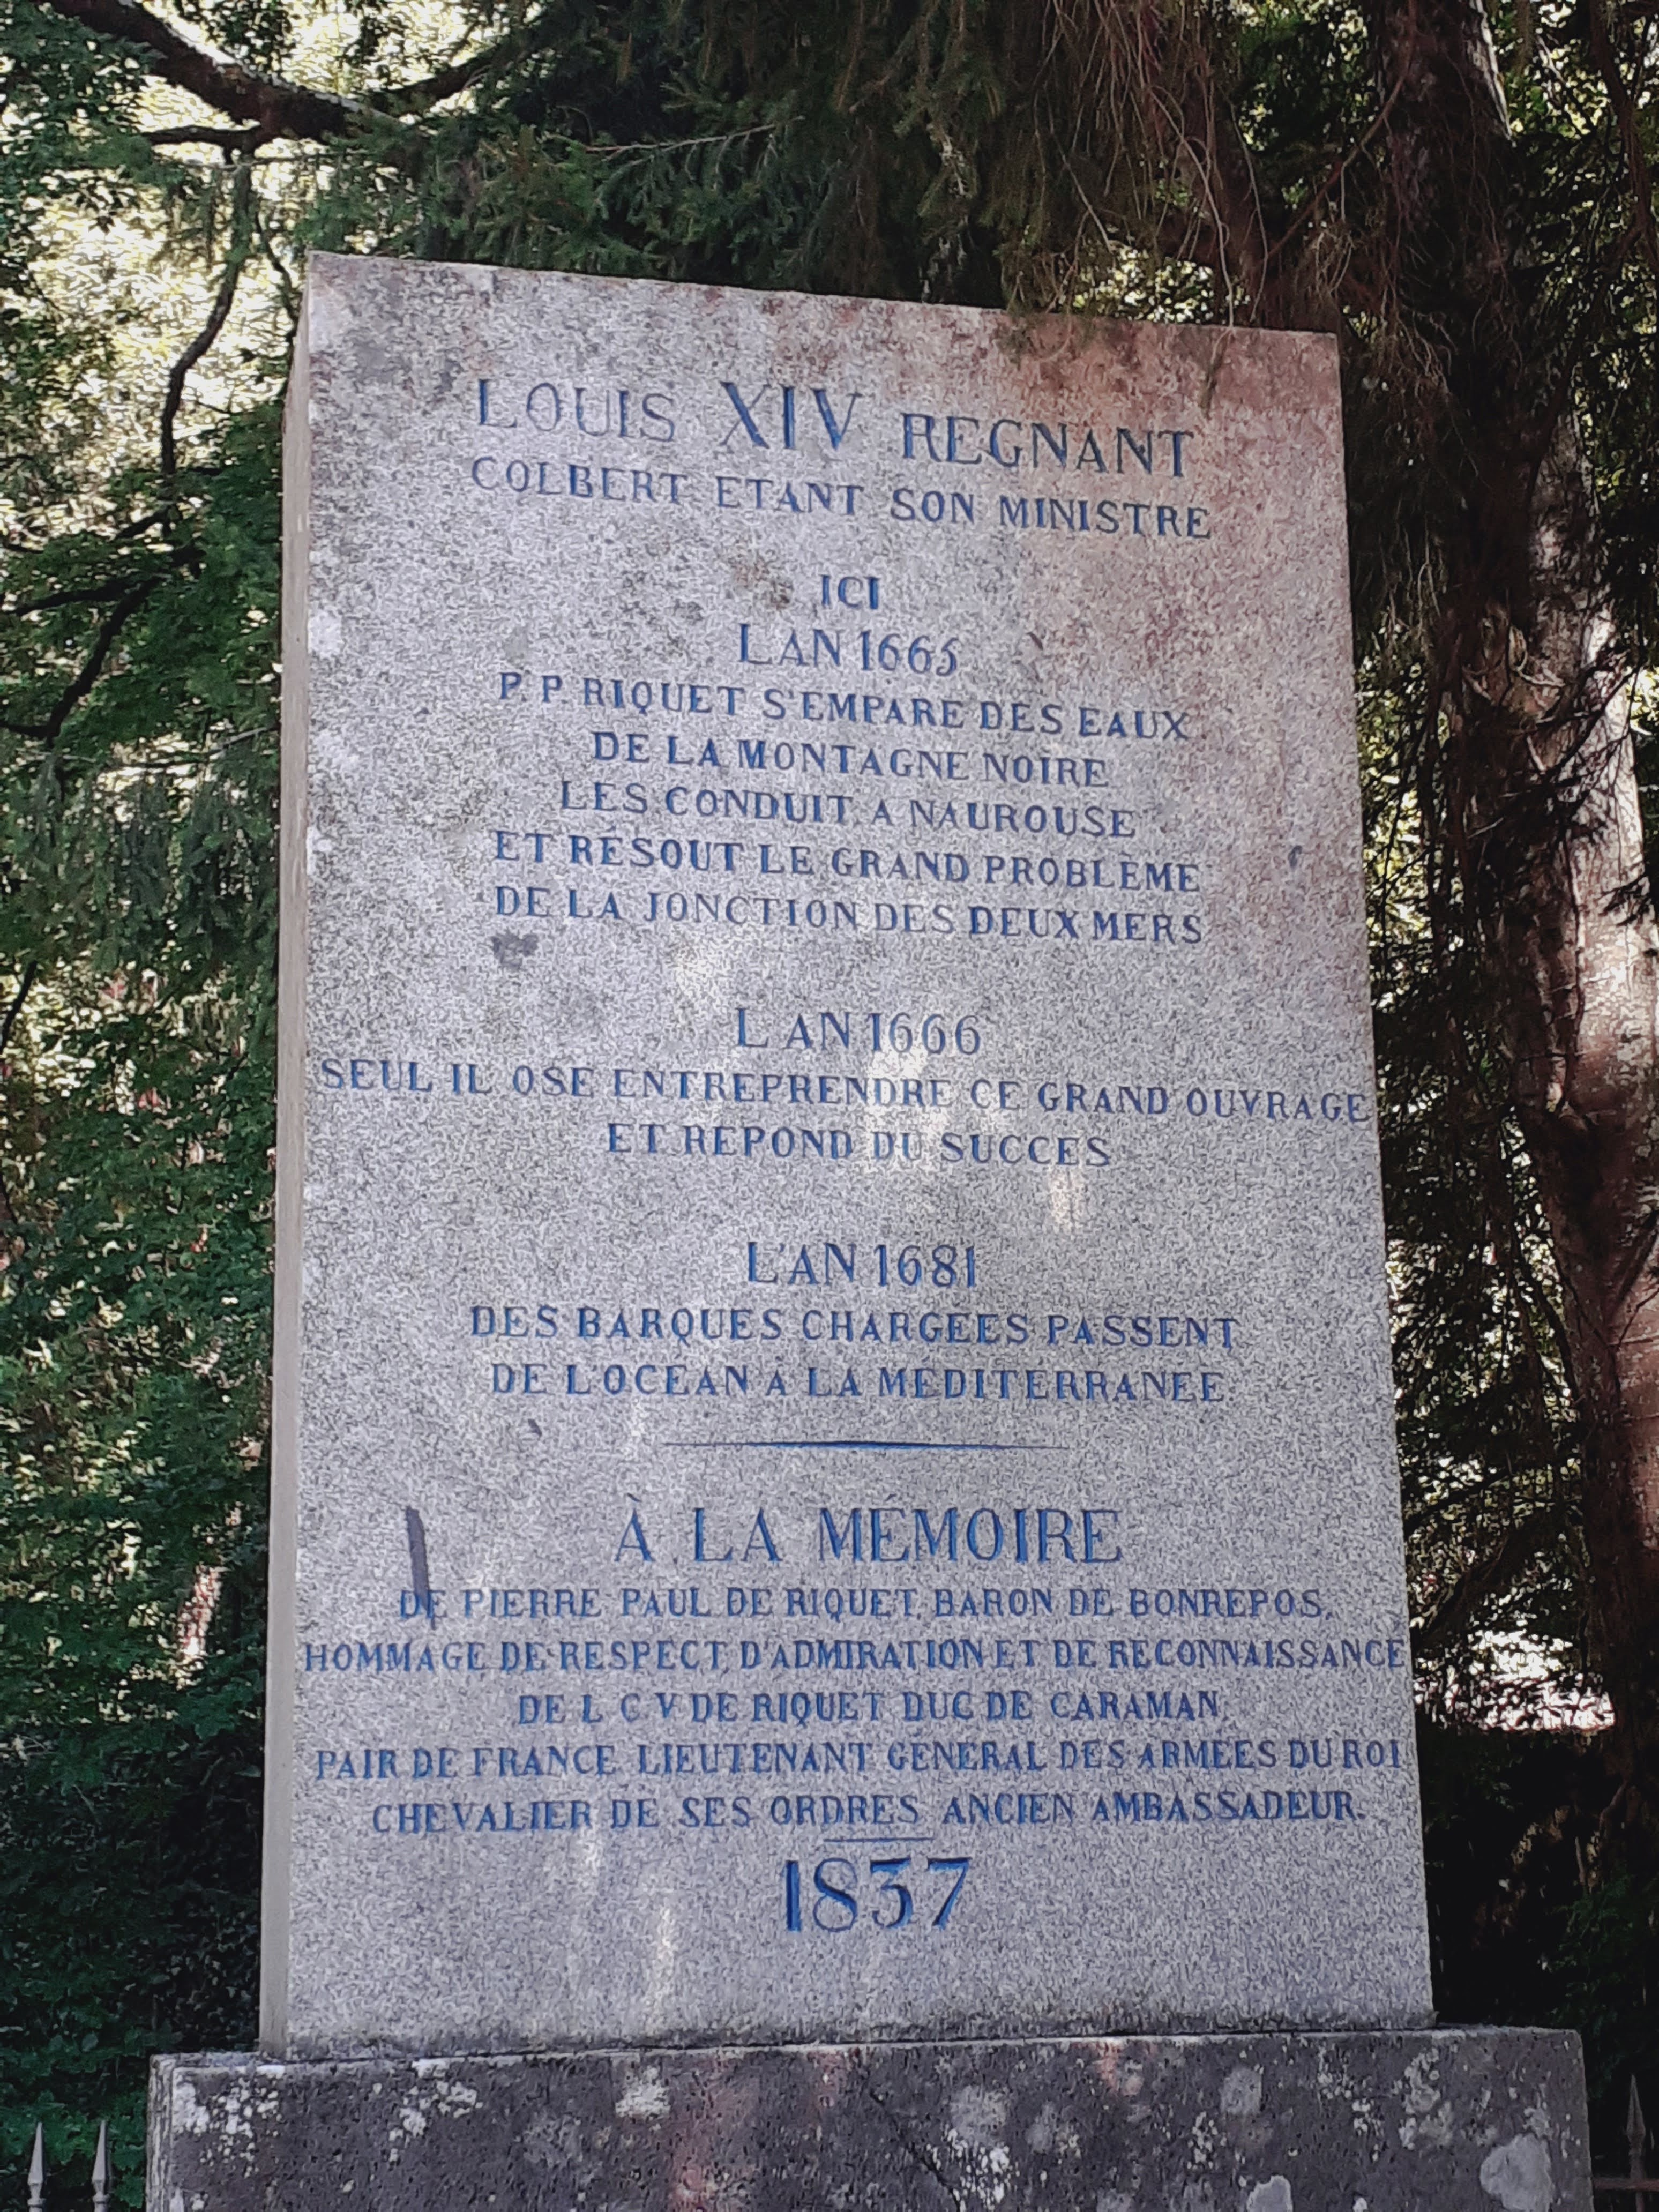 LOUIS XIV REGNANT
COLBERT ETANT SON MINISTRE
ICI
L AN 1665
P. P. RIQUET S'EMPARE DES EAUX
DE LA MONTAGNE NOIRE
LES CONDUIT A NAUROUSE
ET RÉSOUT LE GRAND PROBLÈME
DE LA JONCTION DES DEUX MERS
L AN 1666
SEUL IL OSE ENTREPRENDRE CE GRAND OUVRAGE
ET REPOND DU SUCCES
L'AN 1681
DES BARQUES CHARGEES PASSENT
DE L'OCEAN À LA MÉDITERRANEE
À LA MÉMOIRE
DE PIERRE PAUL DE RIQUET, BARON DE BONREPOS,
HOMMAGE DE RESPECT, D'ADMIRATION ET DE RECONNAISSANCE
DE L C V DE RIQUET DUC DE CARAMAN
PAIR DE FRANCE LIEUTENANT GÉNÉRAL DES ARMÉES DU ROI
CHEVALIER DE SES ORDRES ANCIEN AMBASSADEUR.
1837